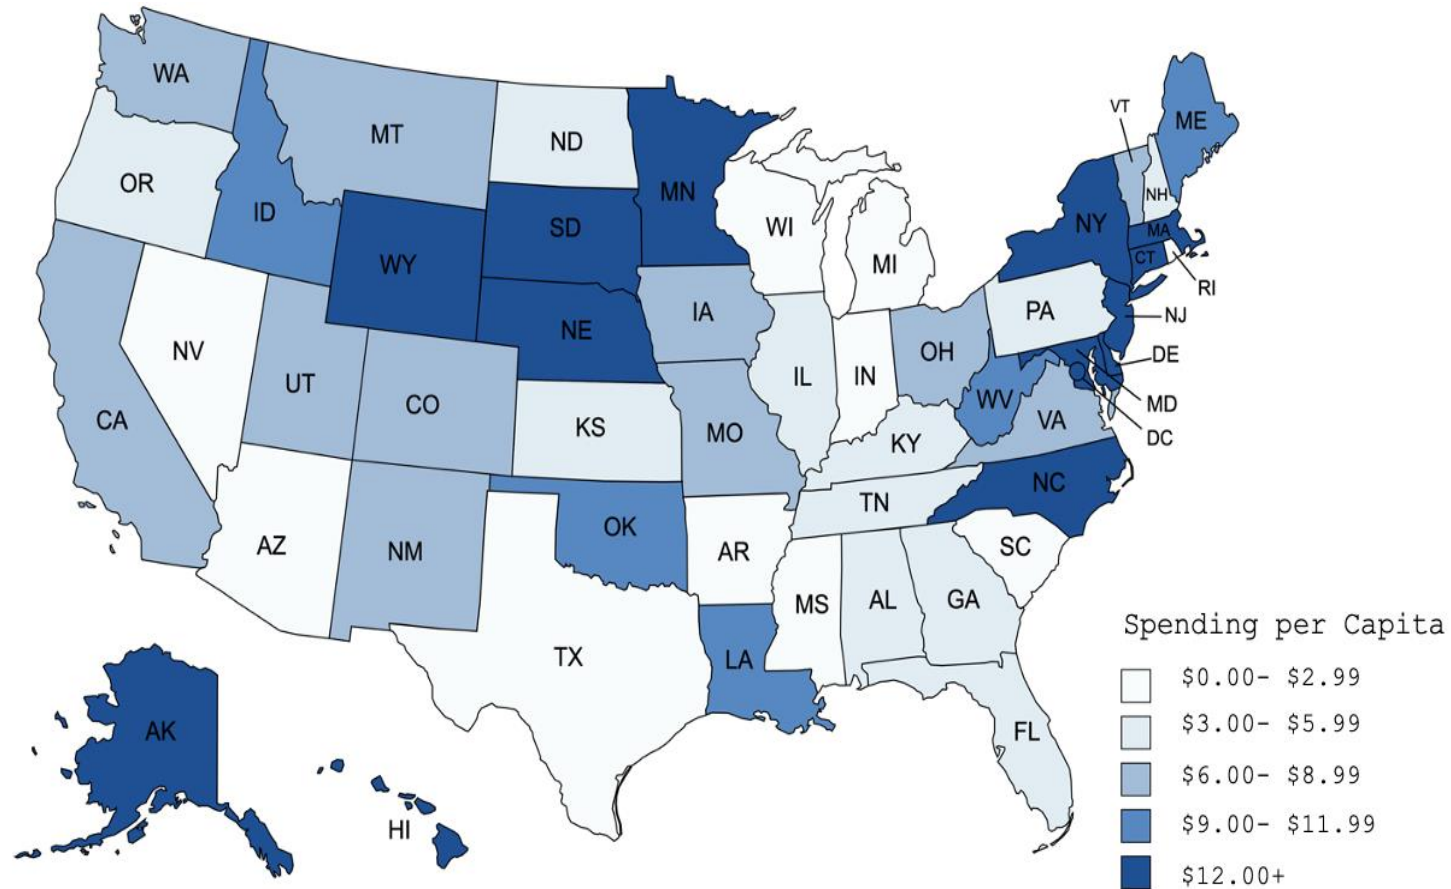 WA
MT
ND
MN
VT
ME
OR
ID
SD
WI
NH
NY
MA
WY
MI
CT
RI
NE
IA
PA
NJ
NV
OH
DE
UT
CO
IL
IN
WV
MD
CA
KS
MO
VA
DC
KY
NC
TN
AZ
NM
OK
AR
SC
MS
AL
GA
TX
LA
FL
AK
HI
Spending per Capita
$0.00- $2.99
$3.00- $5.99
$6.00- $8.99
$9.00- $11.99
$12.00+